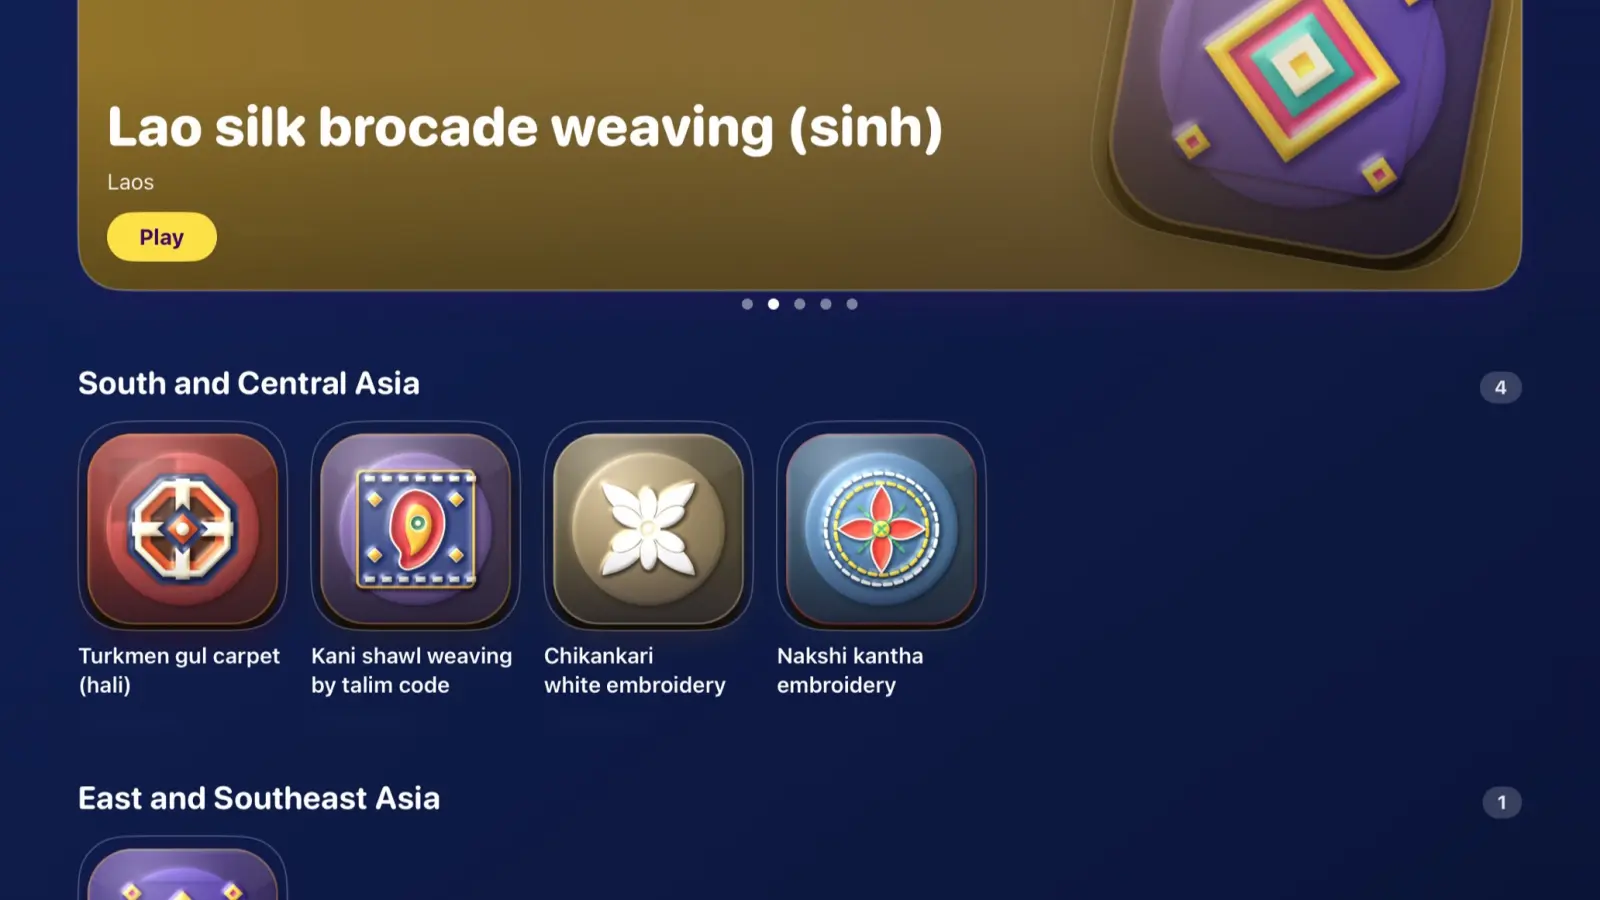 Lao silk brocade weaving (sinh)
Laos
Play
South and Central Asia
4
Turkmen gul carpet
(hali)
Kani shawl weaving
by talim code
Chikankari
white embroidery
Nakshi kantha
embroidery
East and Southeast Asia
1